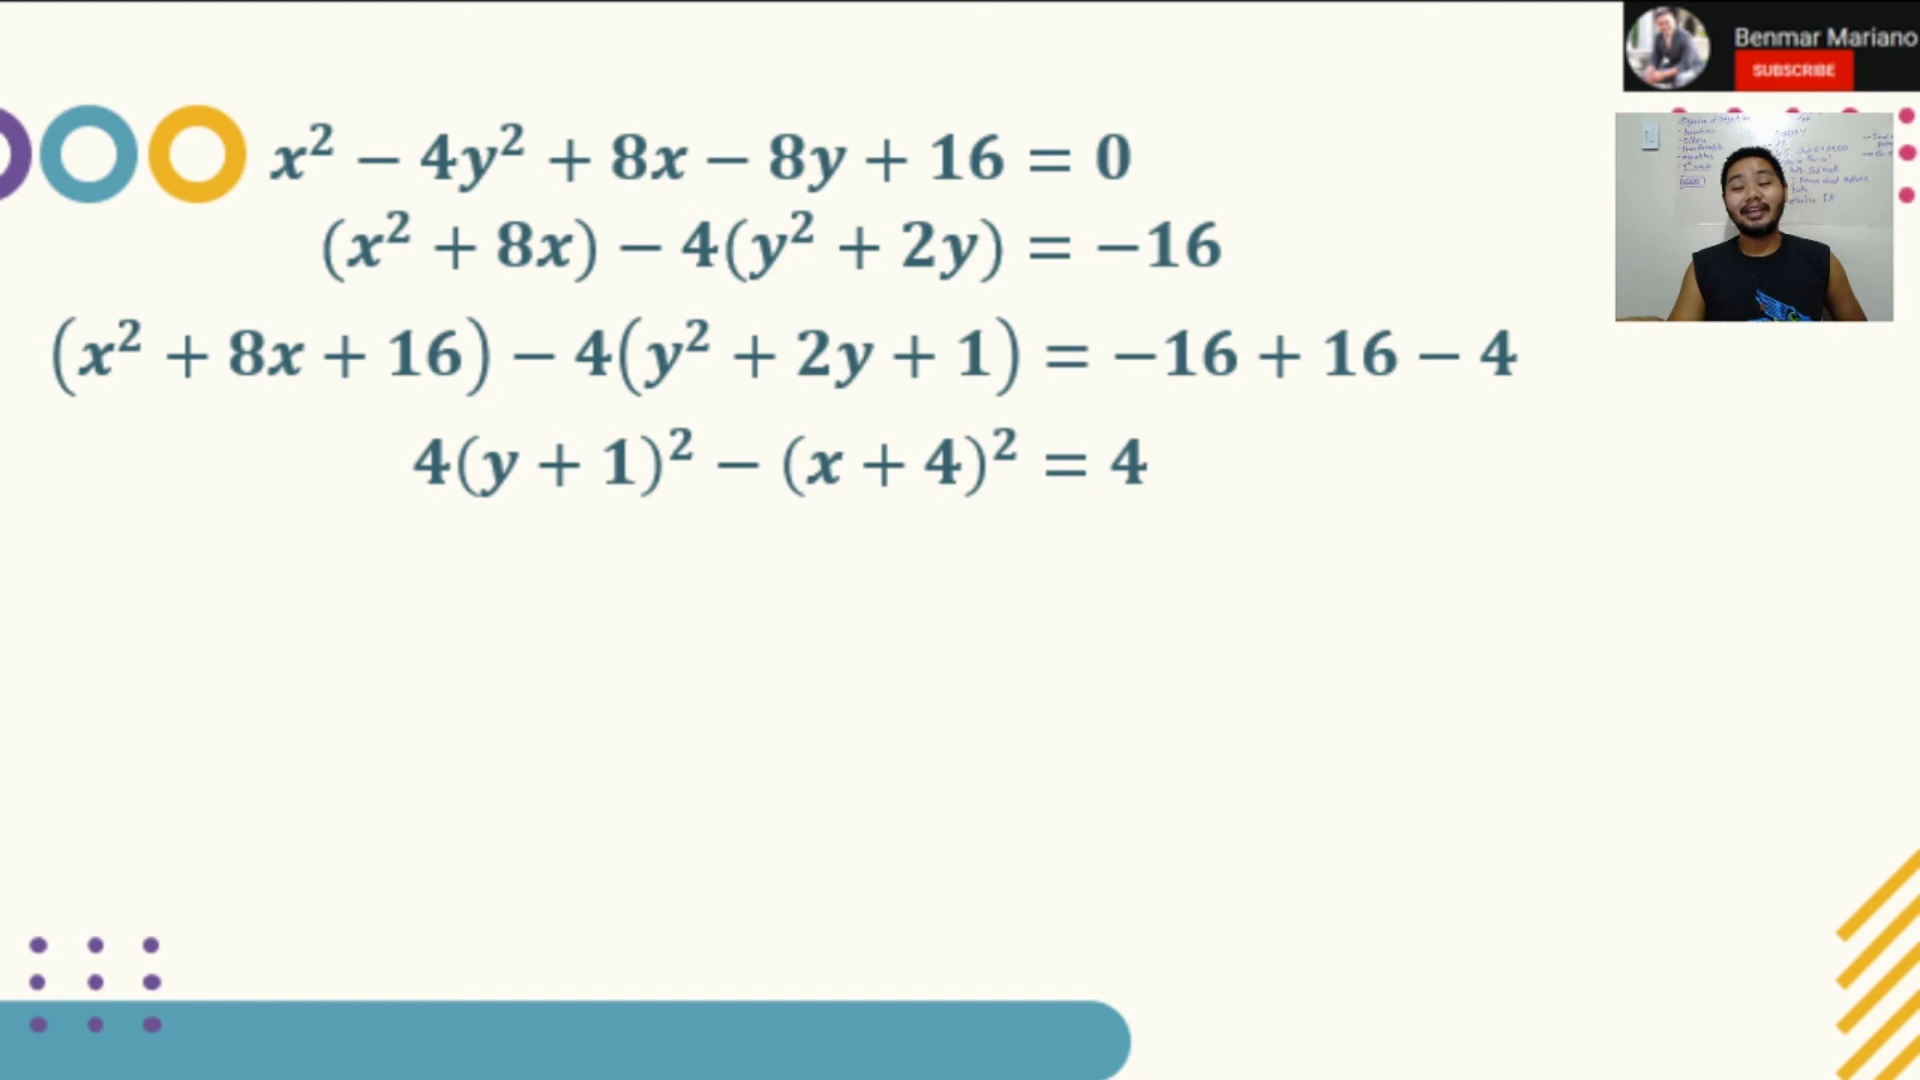 Benmar Mariano
SUBSCRIBE
x² − 4y² + 8x − 8y + 16 = 0
(x² + 8x) − 4(y² + 2y) = −16
(x² + 8x + 16) − 4(y² + 2y + 1) = −16 + 16 − 4
4(y + 1)² − (x + 4)² = 4